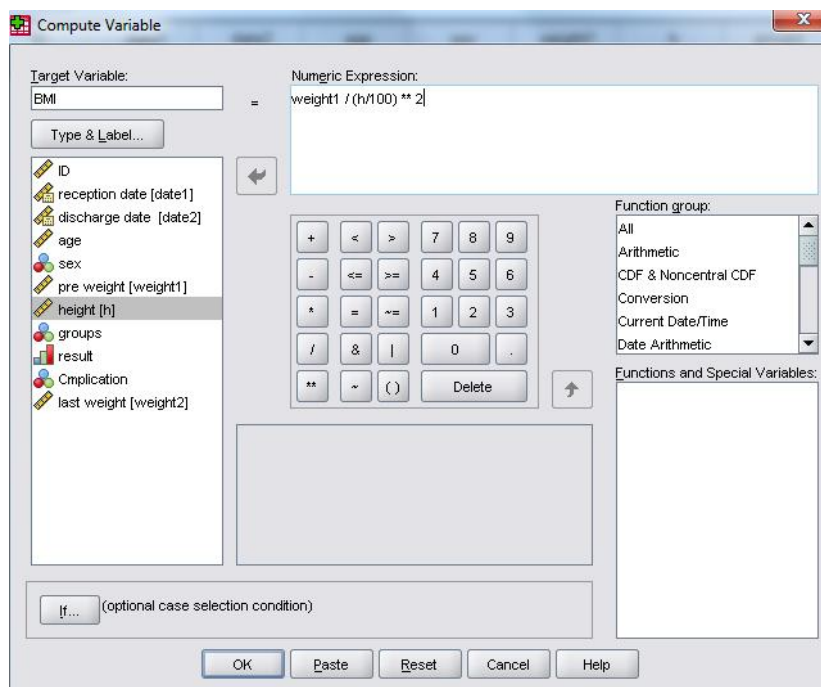 Compute Variable
X
Target Variable:
BMI
=
Numeric Expression:
weight1 / (h/100) ** 2
Type & Label...
ID
reception date [date1]
discharge date [date2]
age
sex
pre weight [weight1]
height [h]
groups
result
Cmplication
last weight [weight2]
+ < > 7 8 9
- <= >= 4 5 6
* = ~= 1 2 3
/ & | 0 .
** ~ ( ) Delete
Function group:
All
Arithmetic
CDF & Noncentral CDF
Conversion
Current Date/Time
Date Arithmetic
Functions and Special Variables:
If... (optional case selection condition)
OK Paste Reset Cancel Help